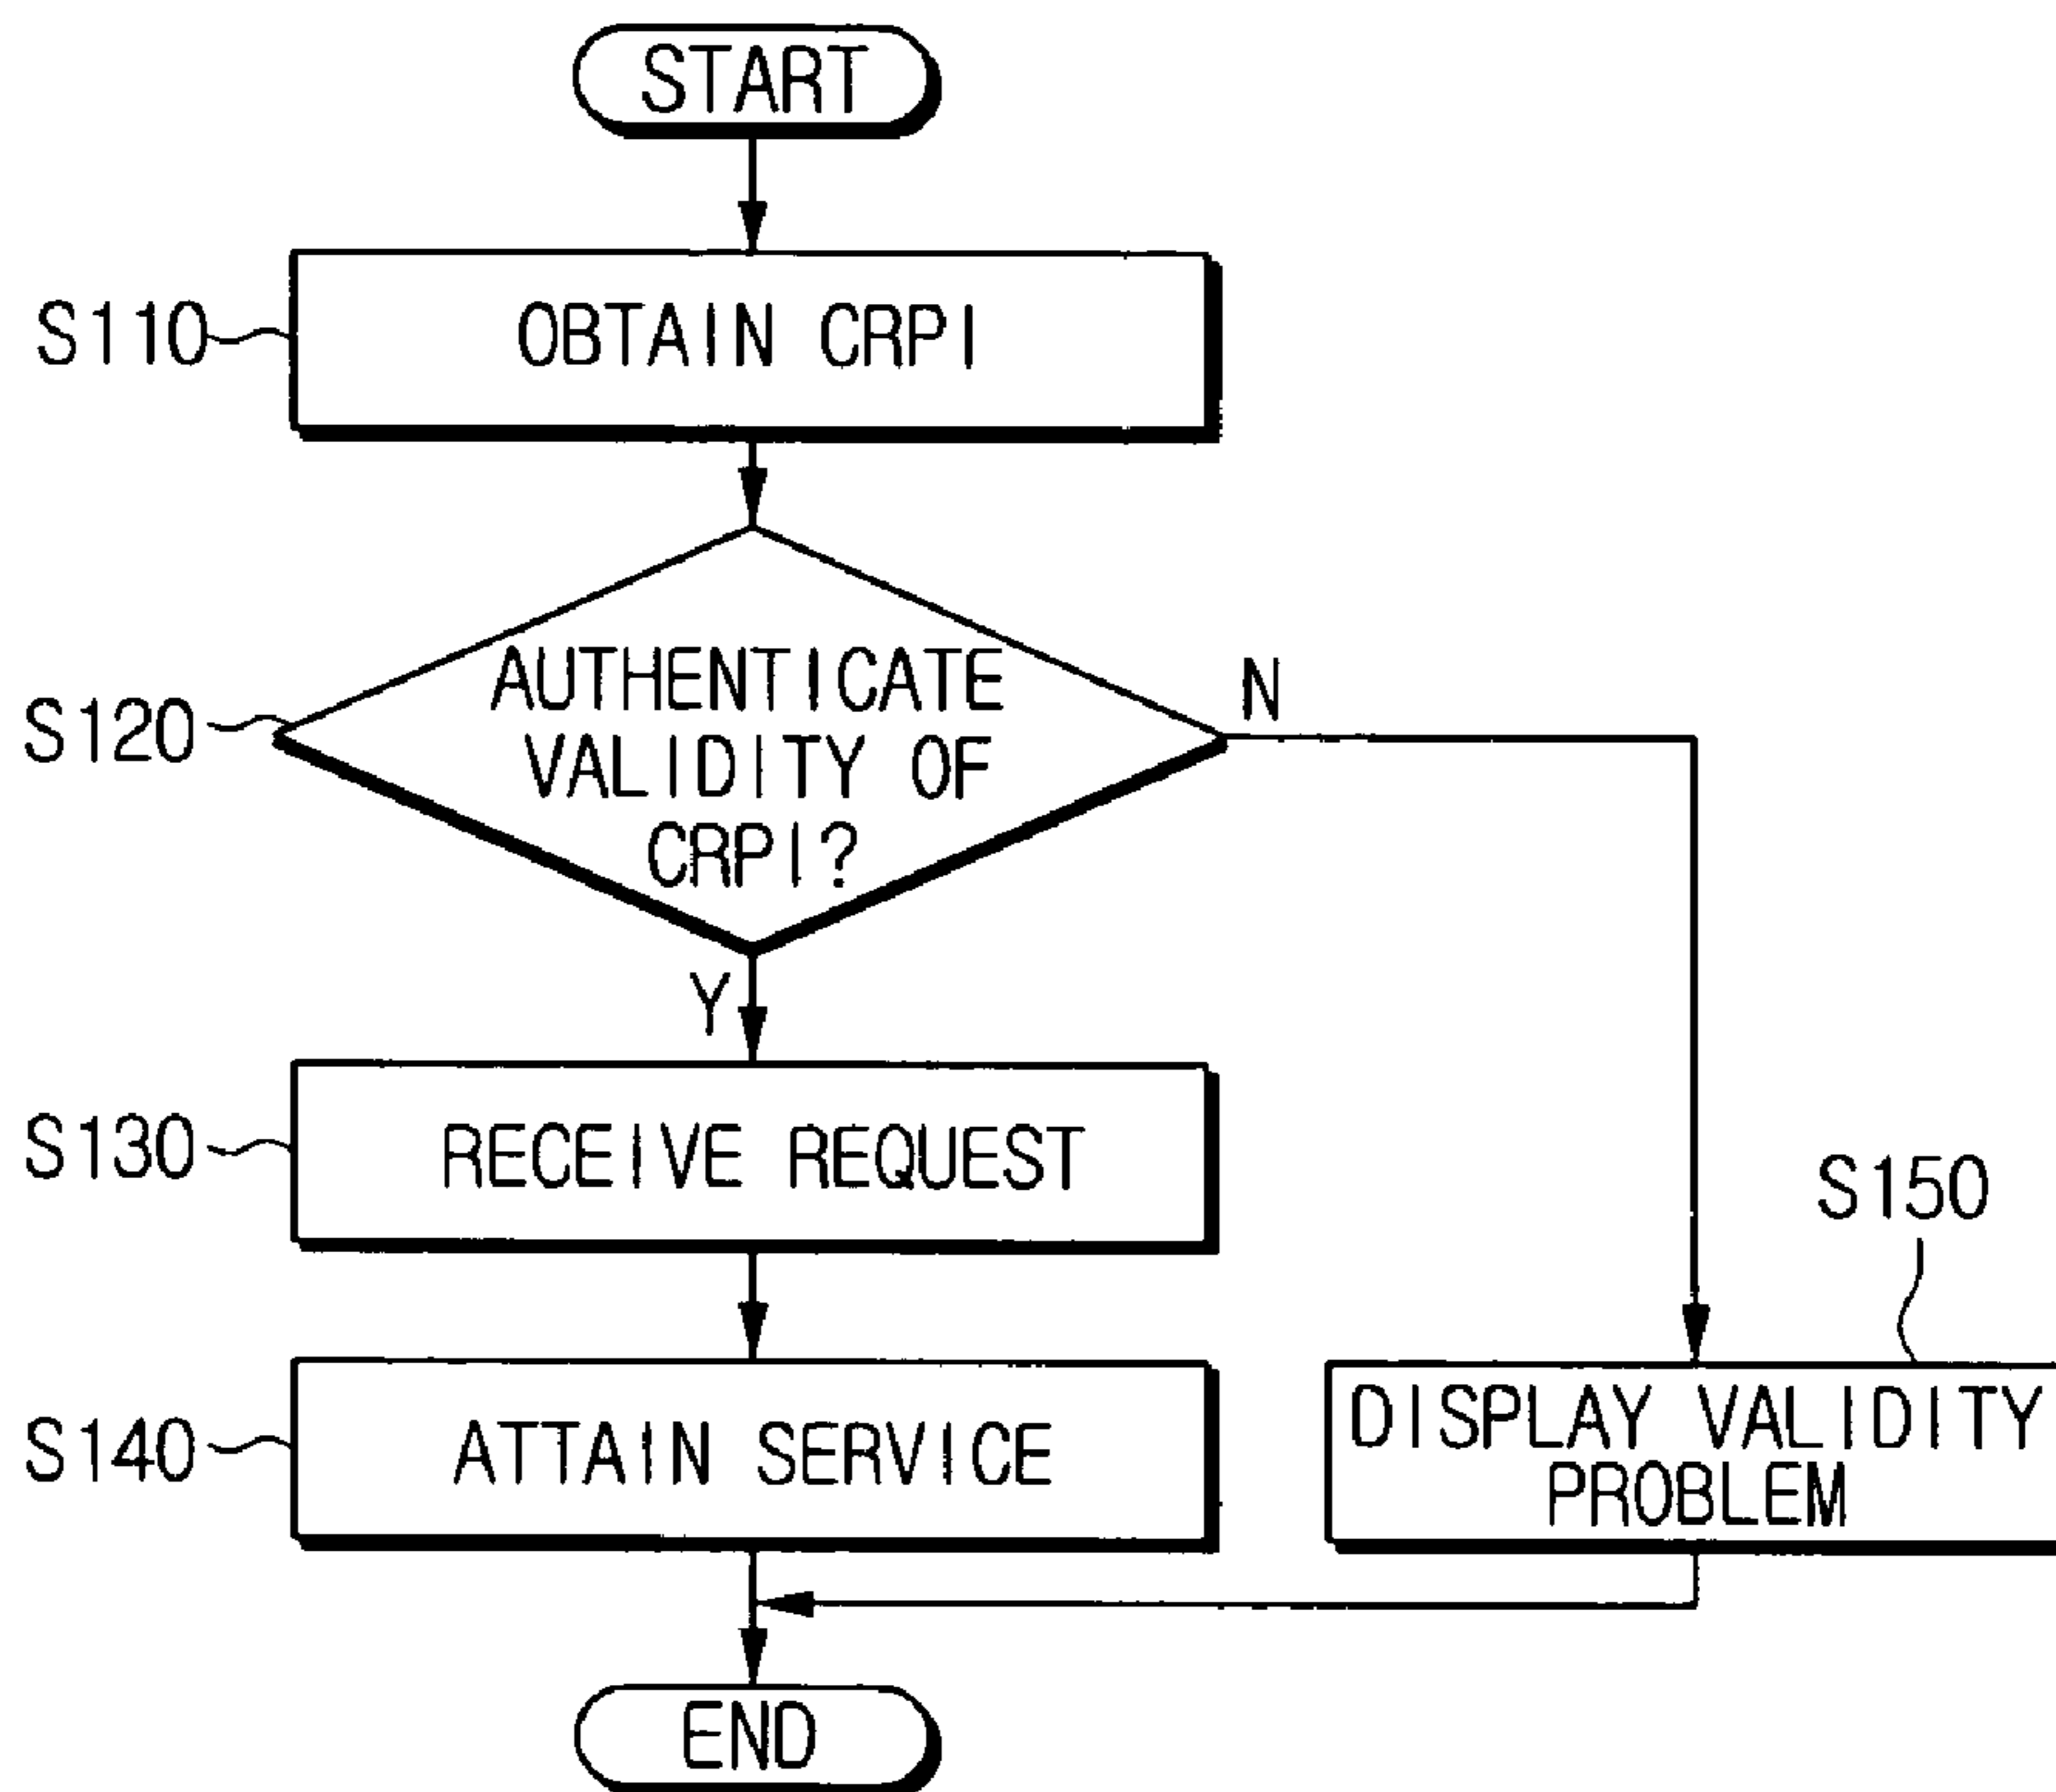 START
S110
OBTAIN CRPI
S120
AUTHENTICATE
VALIDITY OF
CRPI?
N
Y
S130
RECEIVE REQUEST
S150
S140
ATTAIN SERVICE
DISPLAY VALIDITY
PROBLEM
END